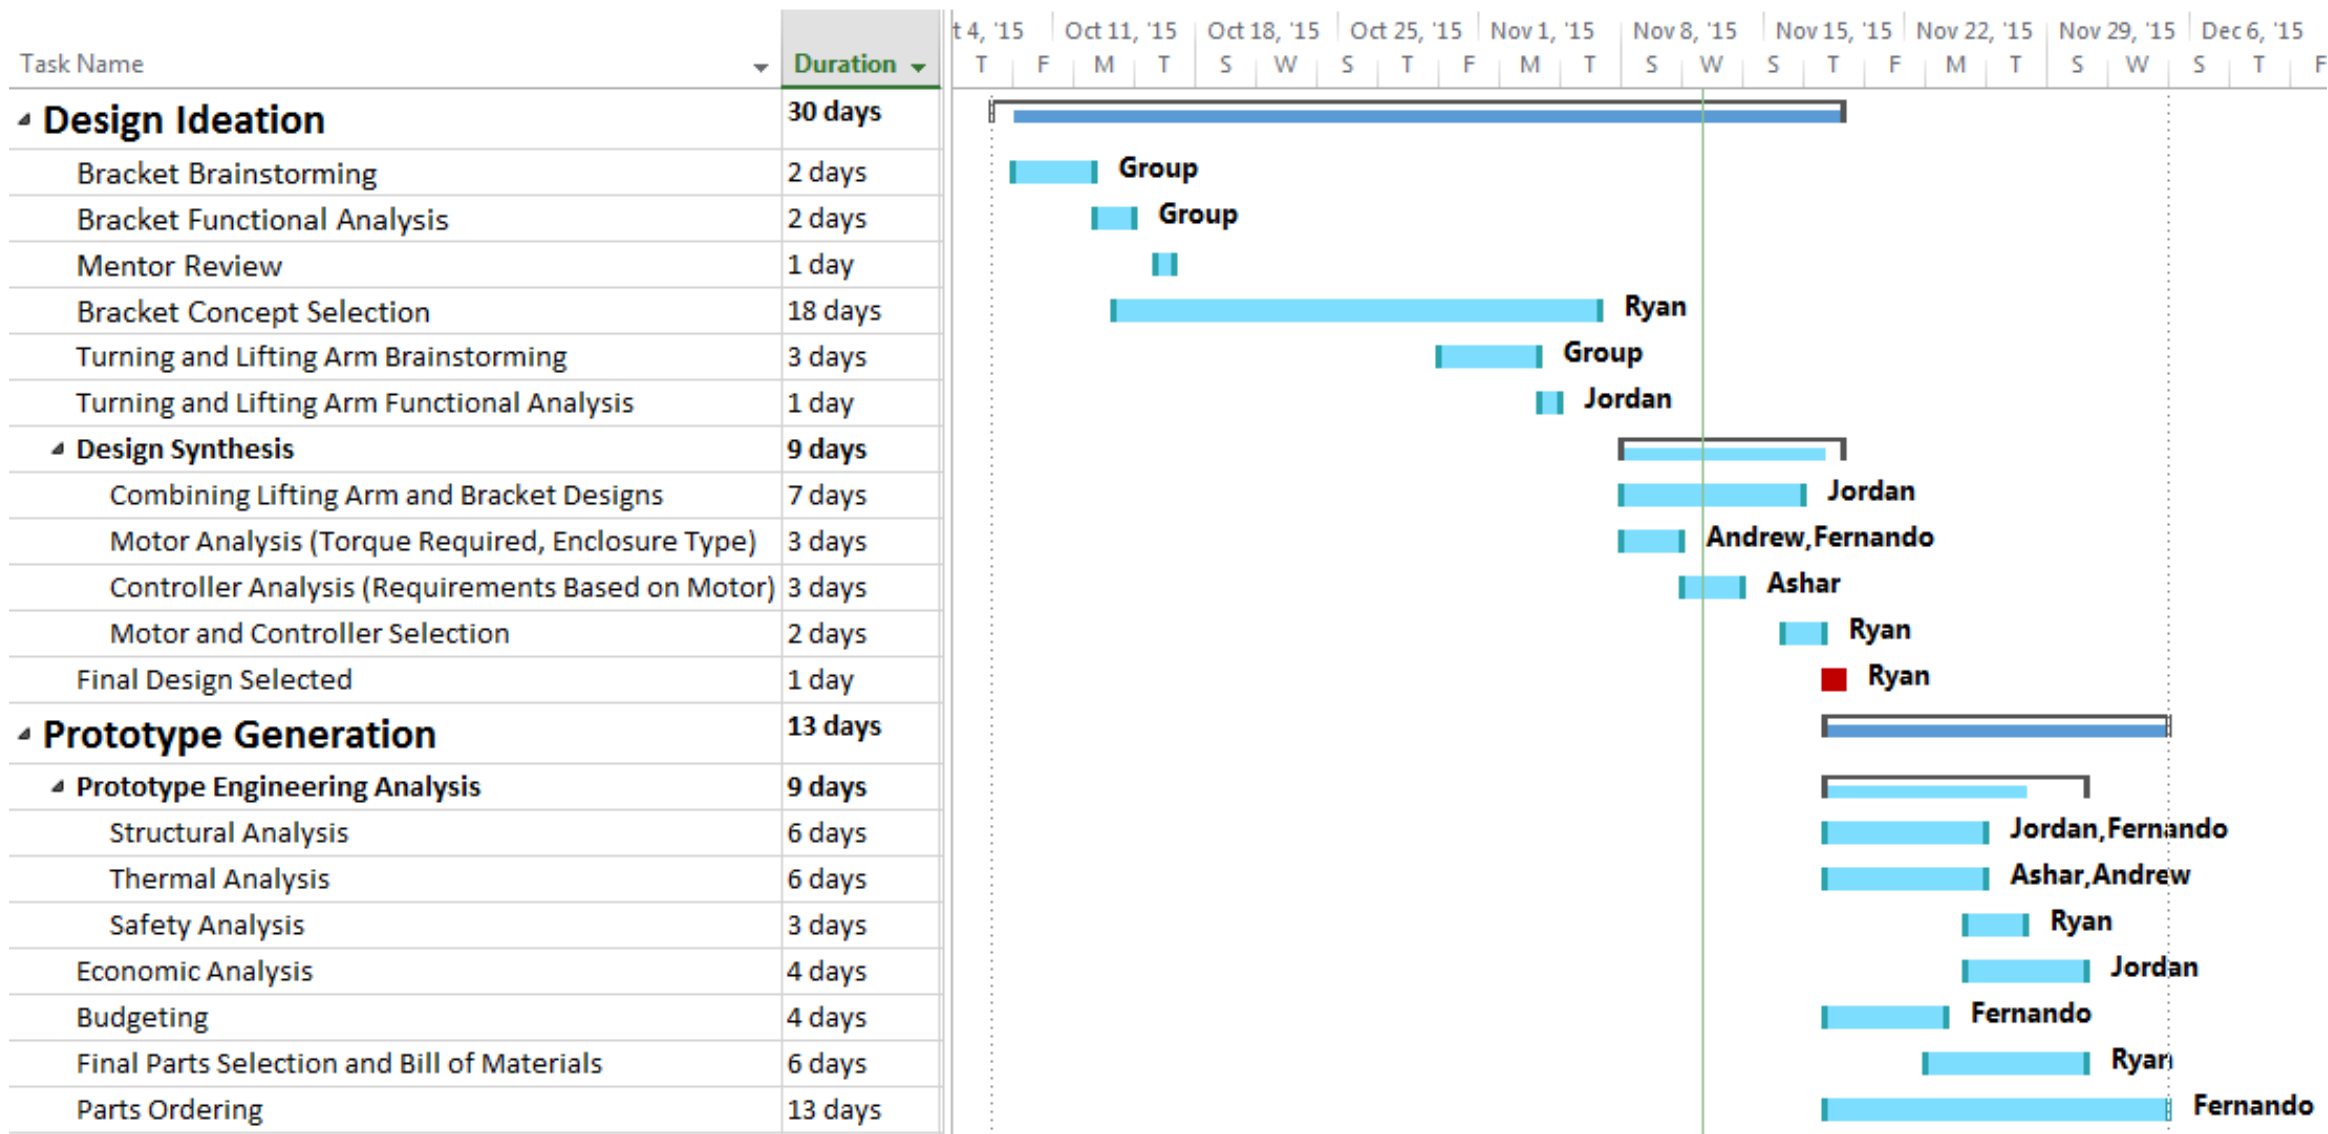 t 4, '15 Oct 11, '15 Oct 18, '15 Oct 25, '15 Nov 1, '15 Nov 8, '15 Nov 15, '15 Nov 22, '15 Nov 29, '15 Dec 6, '15
Task Name Duration T F M T S W S T F M T S W S T F M T S W S T F
Design Ideation 30 days
Bracket Brainstorming 2 days Group
Bracket Functional Analysis 2 days Group
Mentor Review 1 day
Bracket Concept Selection 18 days Ryan
Turning and Lifting Arm Brainstorming 3 days Group
Turning and Lifting Arm Functional Analysis 1 day Jordan
Design Synthesis 9 days
Combining Lifting Arm and Bracket Designs 7 days Jordan
Motor Analysis (Torque Required, Enclosure Type) 3 days Andrew,Fernando
Controller Analysis (Requirements Based on Motor) 3 days Ashar
Motor and Controller Selection 2 days Ryan
Final Design Selected 1 day Ryan
Prototype Generation 13 days
Prototype Engineering Analysis 9 days
Structural Analysis 6 days Jordan,Fernando
Thermal Analysis 6 days Ashar,Andrew
Safety Analysis 3 days Ryan
Economic Analysis 4 days Jordan
Budgeting 4 days Fernando
Final Parts Selection and Bill of Materials 6 days Ryan
Parts Ordering 13 days Fernando